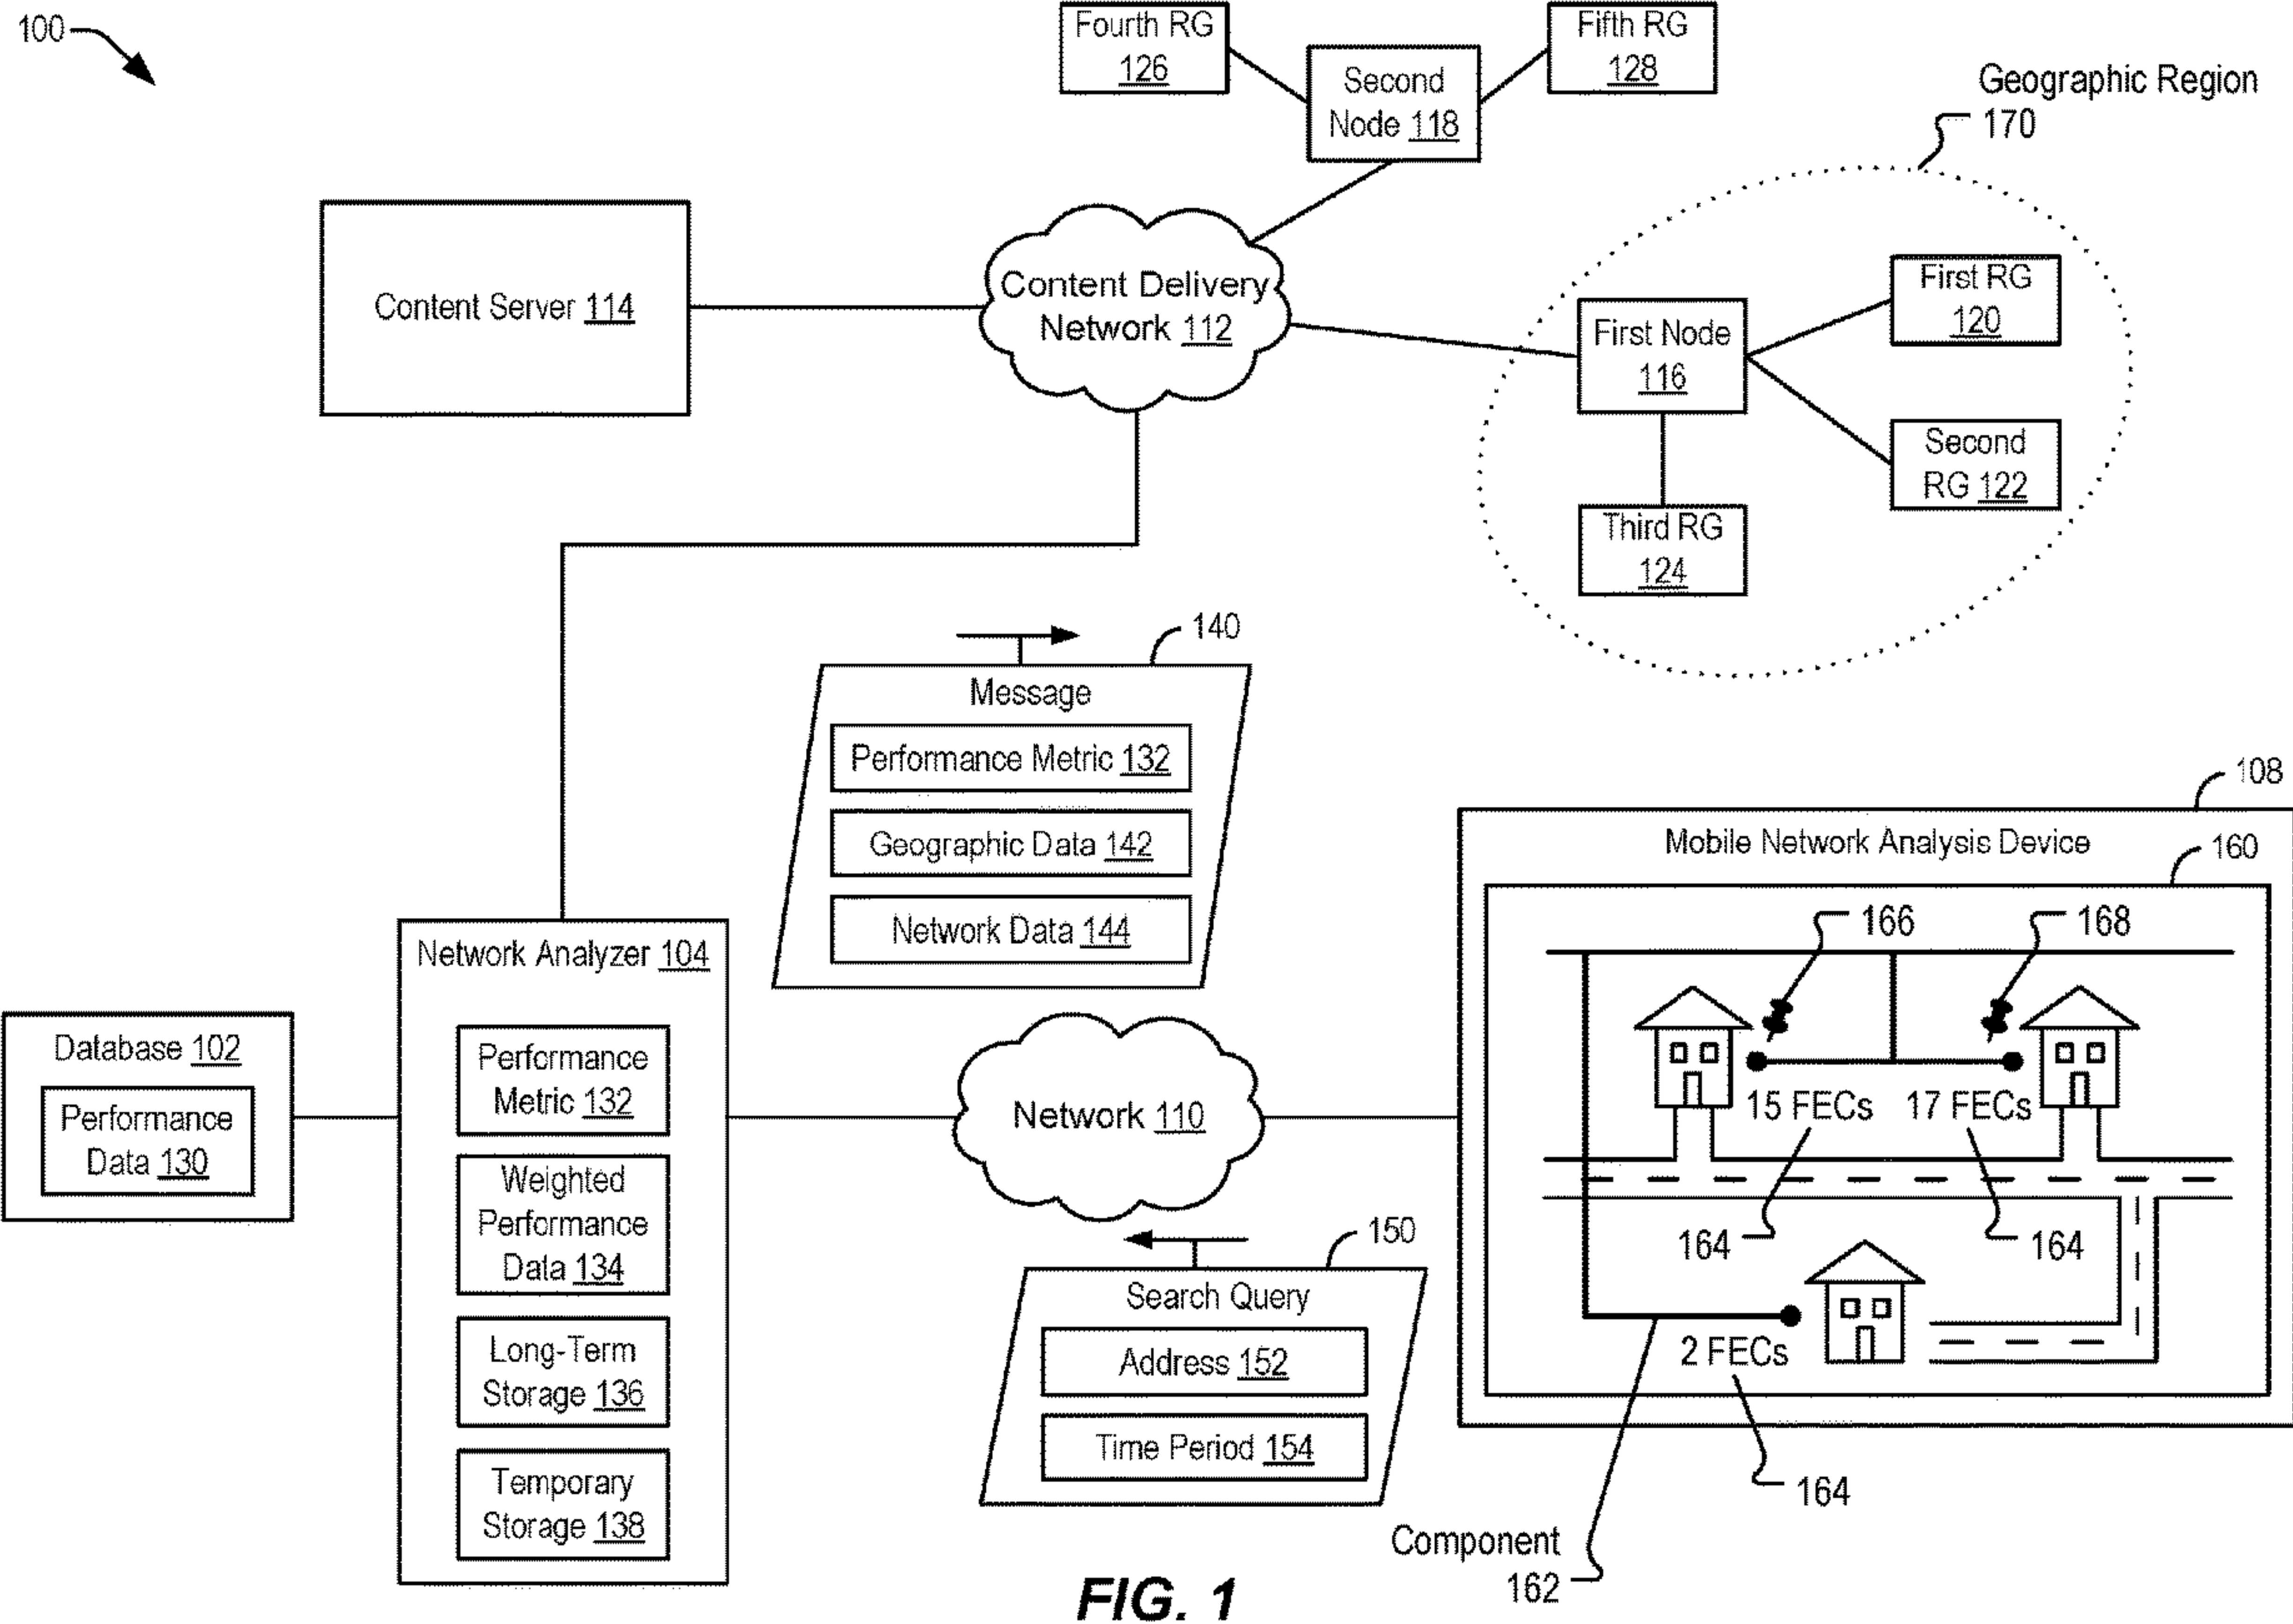 100
Fourth RG
126
Second
Node 118
Fifth RG
128
Geographic Region
170
Content Server 114
Content Delivery
Network 112
First Node
116
First RG
120
Second
RG 122
Third RG
124
140
Message
Performance Metric 132
Geographic Data 142
Network Data 144
108
Mobile Network Analysis Device
160
166
168
15 FECs
17 FECs
164
164
2 FECs
164
Component
162
Network Analyzer 104
Performance
Metric 132
Weighted
Performance
Data 134
Long-Term
Storage 136
Temporary
Storage 138
Database 102
Performance
Data 130
Network 110
150
Search Query
Address 152
Time Period 154
FIG. 1